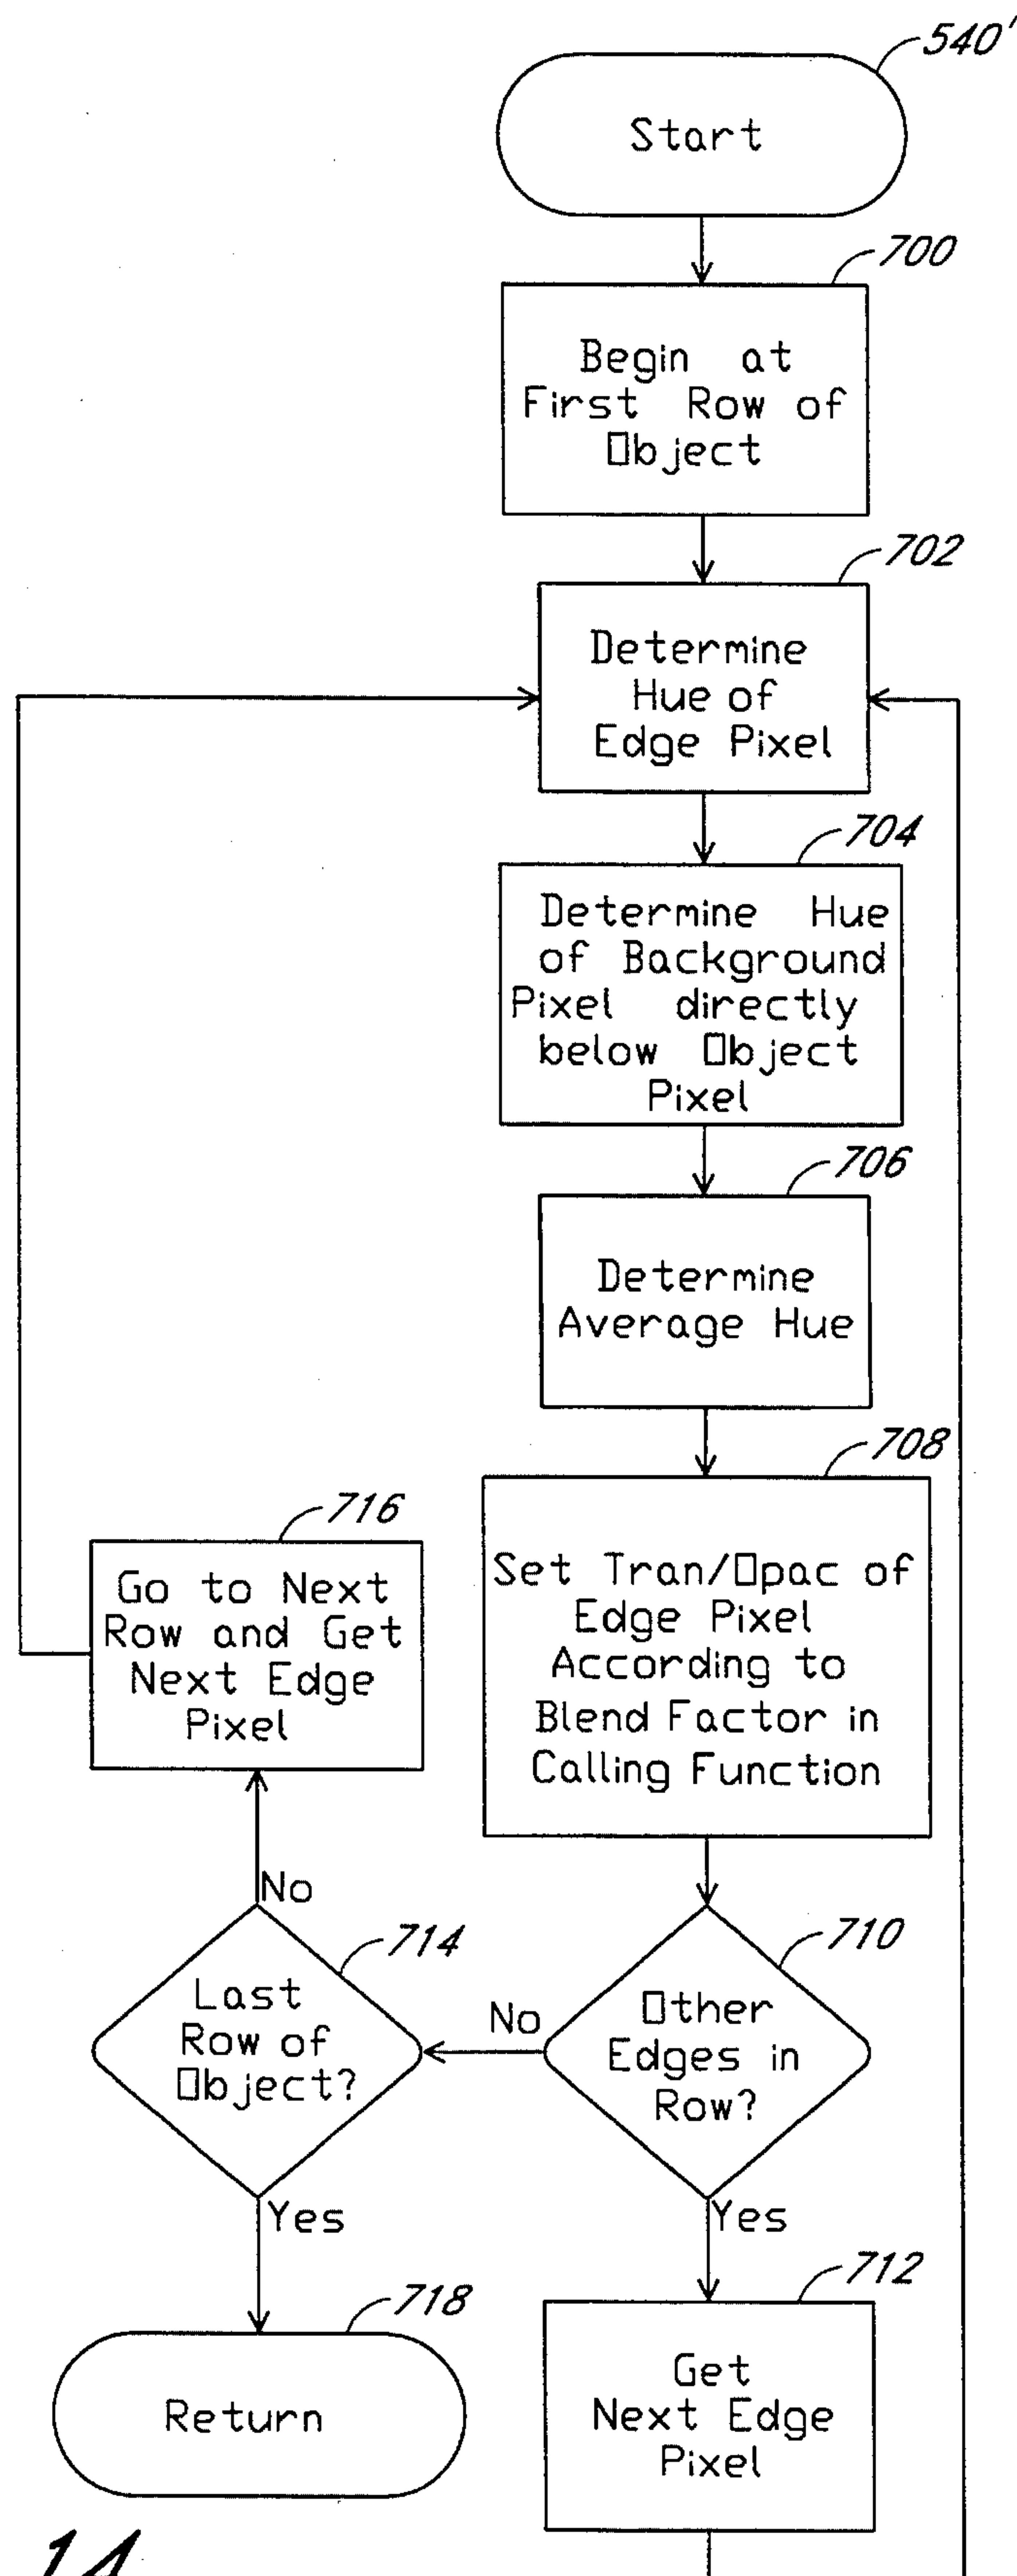 540'
Start
700
Begin at
First Row of
Object
702
Determine
Hue of
Edge Pixel
704
Determine Hue
of Background
Pixel directly
below Object
Pixel
706
Determine
Average Hue
708
Set Tran/Opac of
Edge Pixel
According to
Blend Factor in
Calling Function
716
Go to Next
Row and Get
Next Edge
Pixel
No
714
Last
Row of
Object?
No
710
Other
Edges in
Row?
Yes
Yes
712
Get
Next Edge
Pixel
718
Return
14